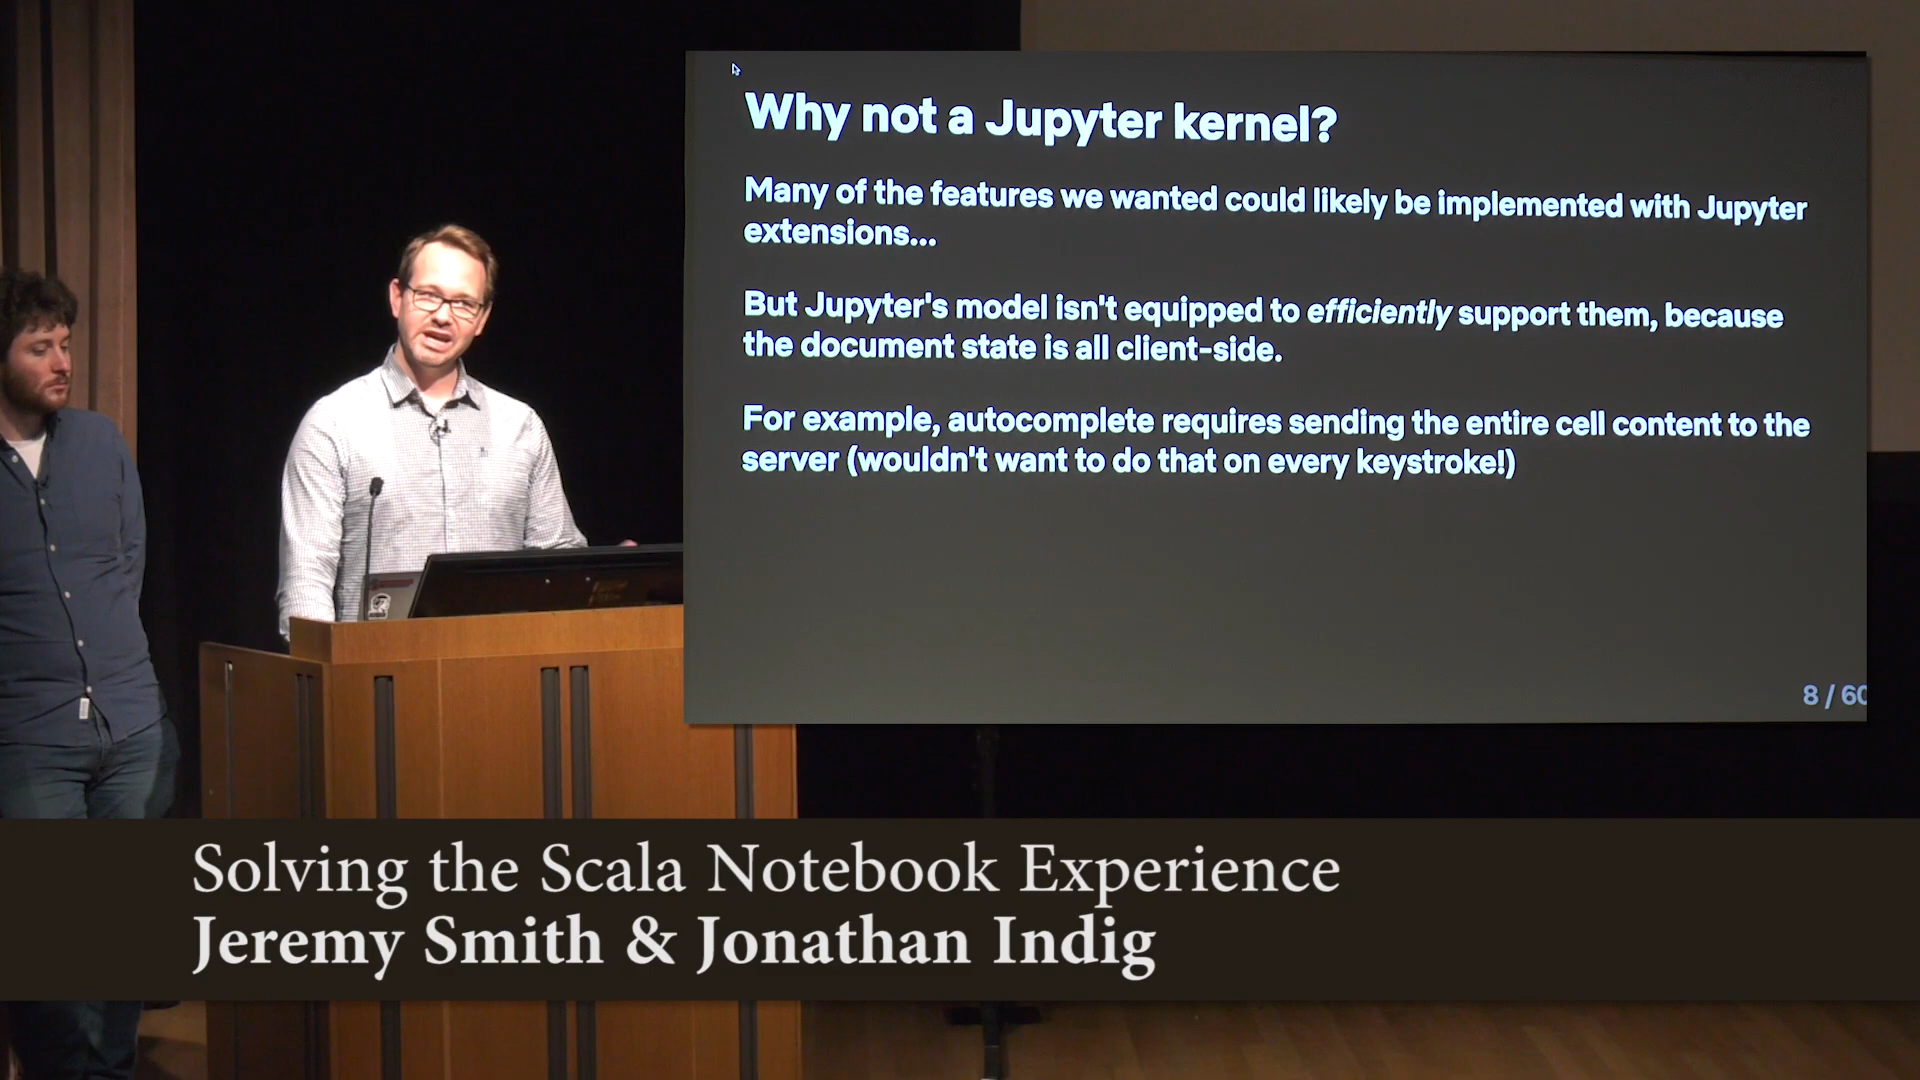 Why not a Jupyter kernel?
Many of the features we wanted could likely be implemented with Jupyter
extensions...
But Jupyter's model isn't equipped to efficiently support them, because
the document state is all client-side.
For example, autocomplete requires sending the entire cell content to the
server (wouldn't want to do that on every keystroke!)
8 / 60
Solving the Scala Notebook Experience
Jeremy Smith & Jonathan Indig